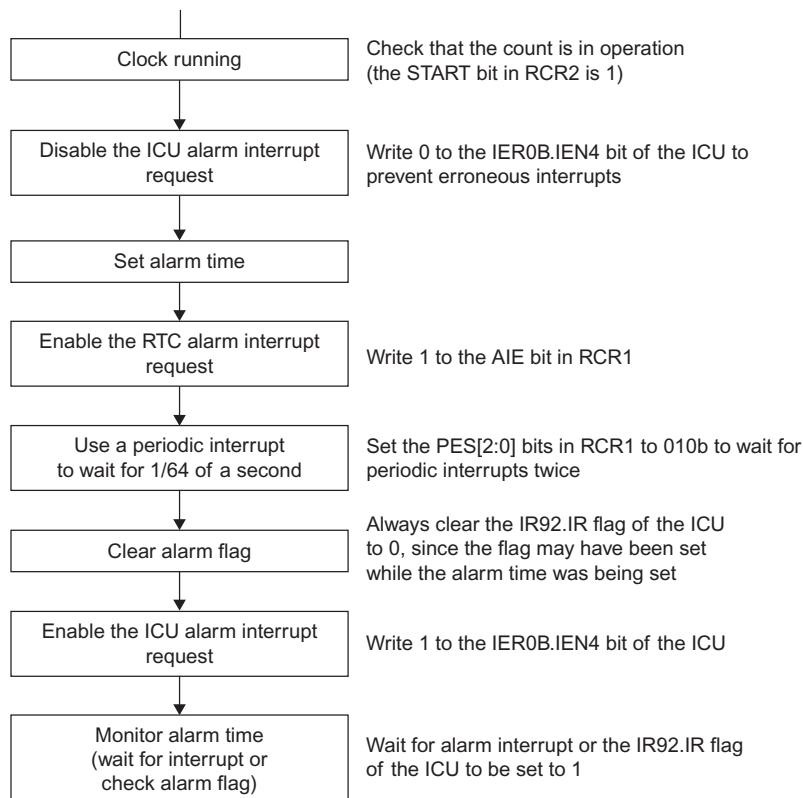 Clock running
Check that the count is in operation
(the START bit in RCR2 is 1)
Disable the ICU alarm interrupt
request
Write 0 to the IER0B.IEN4 bit of the ICU to
prevent erroneous interrupts
Set alarm time
Enable the RTC alarm interrupt
request
Write 1 to the AIE bit in RCR1
Use a periodic interrupt
to wait for 1/64 of a second
Set the PES[2:0] bits in RCR1 to 010b to wait for
periodic interrupts twice
Clear alarm flag
Always clear the IR92.IR flag of the ICU
to 0, since the flag may have been set
while the alarm time was being set
Enable the ICU alarm interrupt
request
Write 1 to the IER0B.IEN4 bit of the ICU
Monitor alarm time
(wait for interrupt or
check alarm flag)
Wait for alarm interrupt or the IR92.IR flag
of the ICU to be set to 1